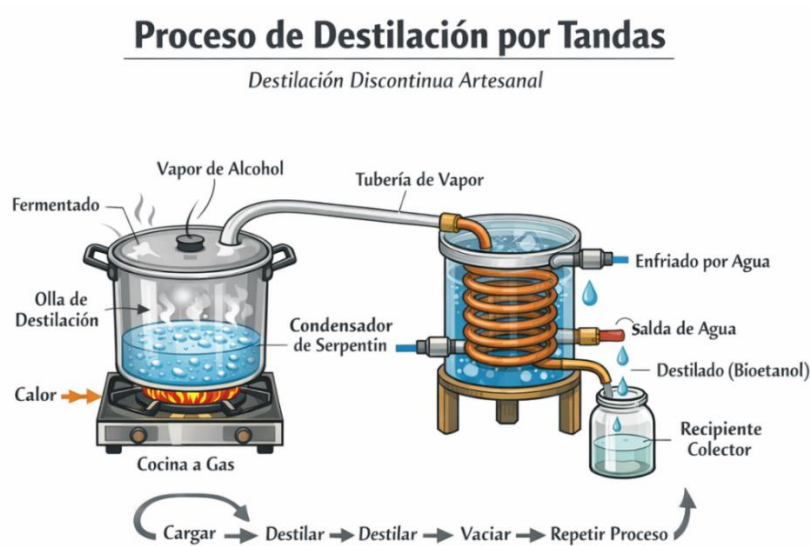 Proceso de Destilación por Tandas
Destilación Discontinua Artesanal
Vapor de Alcohol
Tubería de Vapor
Fermentado
Enfriado por Agua
Olla de
Destilación
Condensador
de Serpentín
Salda de Agua
Destilado (Bioetanol)
Calor
Recipiente
Colector
Cocina a Gas
Cargar → Destilar → Destilar → Vaciar → Repetir Proceso